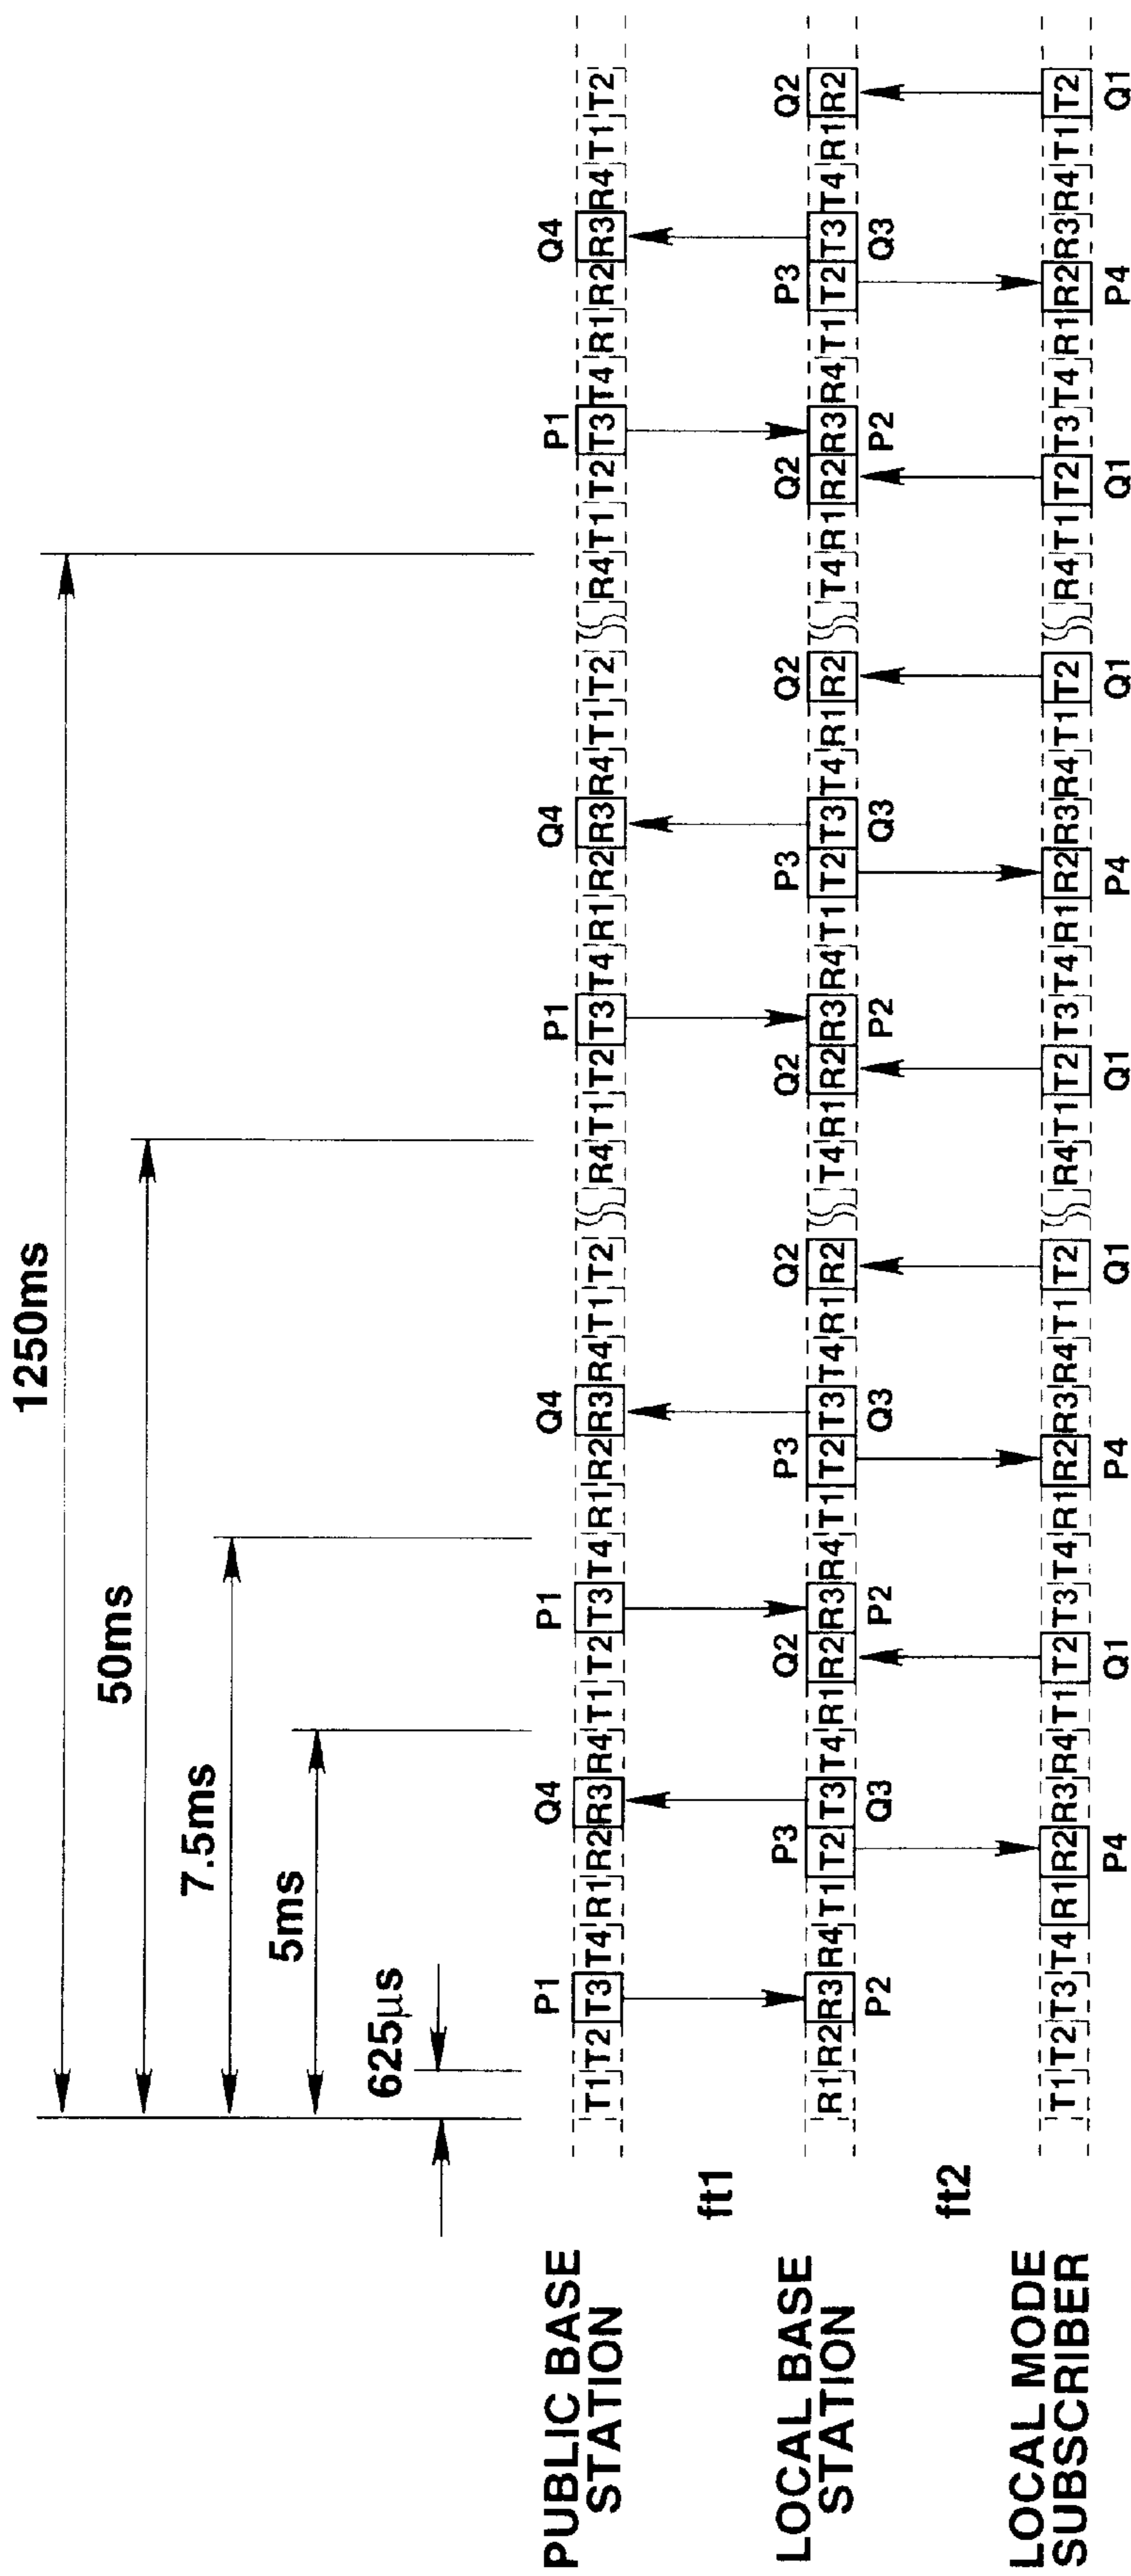 1250ms
50ms
7.5ms
5ms
625μs
P1 Q4 P1 Q4 P1 Q4 P1 Q4
PUBLIC BASE
STATION
T1 T2 T3 T4 R1 R2 R3 R4 T1 T2 T3 T4 R1 R2 R3 R4 T1 T2 R4 T1 T2 T3 T4 R1 R2 R3 R4 T1 T2 R4 T1 T2 T3 T4 R1 R2 R3 R4 T1 T2
ft1
P3 Q2 P3 Q2 Q2 P3 Q2 Q2 P3 Q2
LOCAL BASE
STATION
R1 R2 R3 R4 T1 T2 T3 T4 R1 R2 R3 R4 T1 T2 T3 T4 R1 R2 T4 R1 R2 R3 R4 T1 T2 T3 T4 R1 R2 T4 R1 R2 R3 R4 T1 T2 T3 T4 R1 R2
P2 Q3 P2 Q3 P2 Q3 P2 Q3
ft2
LOCAL MODE
SUBSCRIBER
T1 T2 T3 T4 R1 R2 R3 R4 T1 T2 T3 T4 R1 R2 R3 R4 T1 T2 R4 T1 T2 T3 T4 R1 R2 R3 R4 T1 T2 R4 T1 T2 T3 T4 R1 R2 R3 R4 T1 T2
P4 Q1 P4 Q1 Q1 P4 Q1 Q1 P4 Q1